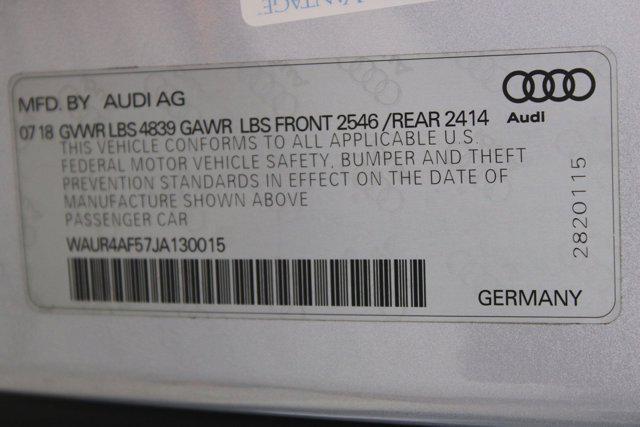 VANTAGE
MFD. BY AUDI AG
Audi
07 18 GVWR LBS 4839 GAWR LBS FRONT 2546 / REAR 2414
THIS VEHICLE CONFORMS TO ALL APPLICABLE U.S.
FEDERAL MOTOR VEHICLE SAFETY, BUMPER AND THEFT
PREVENTION STANDARDS IN EFFECT ON THE DATE OF
MANUFACTURE SHOWN ABOVE
PASSENGER CAR
WAUR4AF57JA130015
2820115
GERMANY